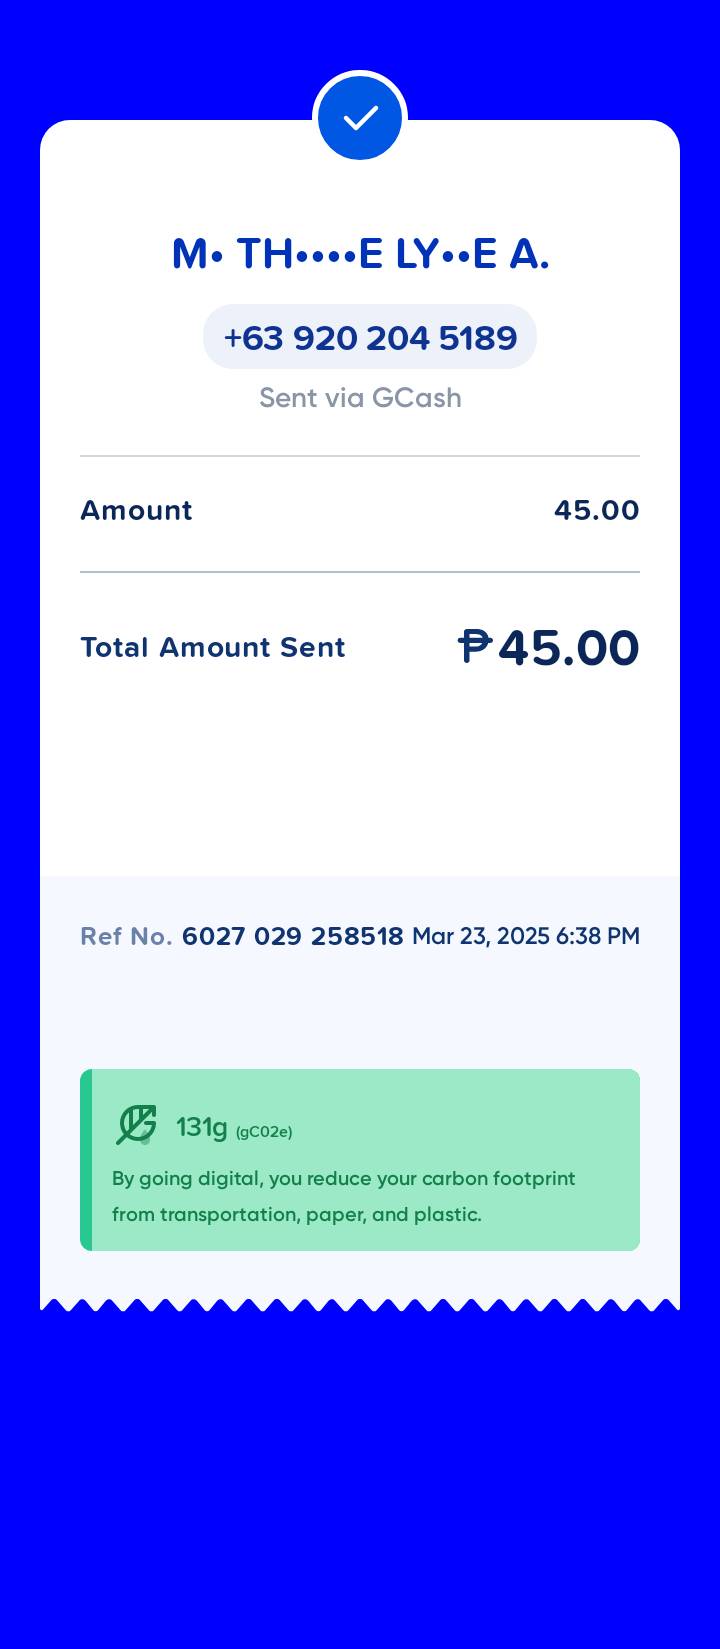 M• TH••••E LY••E A.
+63 920 204 5189
Sent via GCash
Amount 45.00
Total Amount Sent ₱45.00
Ref No. 6027 029 258518 Mar 23, 2025 6:38 PM
131g (gC02e)
By going digital, you reduce your carbon footprint
from transportation, paper, and plastic.